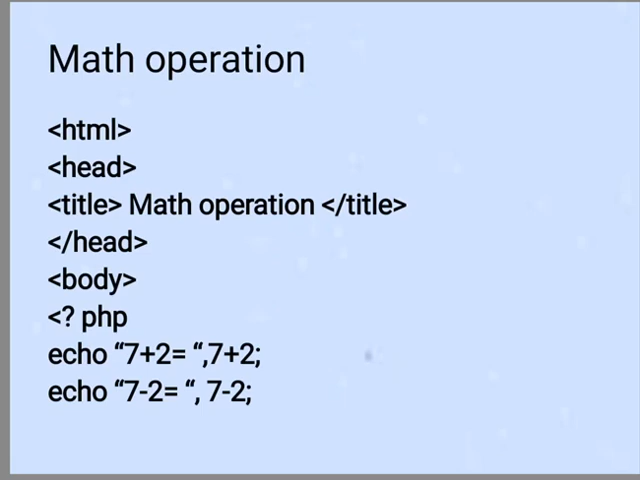 Math operation
<html>
<head>
<title> Math operation </title>
</head>
<body>
<? php
echo “7+2= “,7+2;
echo “7-2= “, 7-2;